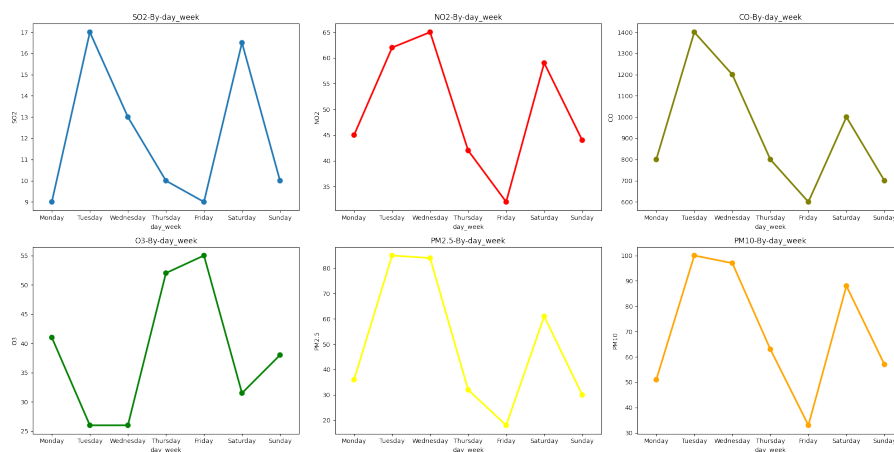 SO2-By-day_week
17
16
15
14
13
12
11
10
9
SO2
Monday Tuesday Wednesday Thursday Friday Saturday Sunday
day_week
NO2-By-day_week
65
60
55
50
45
40
35
NO2
Monday Tuesday Wednesday Thursday Friday Saturday Sunday
day_week
CO-By-day_week
1400
1300
1200
1100
1000
900
800
700
600
CO
Monday Tuesday Wednesday Thursday Friday Saturday Sunday
day_week
O3-By-day_week
55
50
45
40
35
30
25
O3
Monday Tuesday Wednesday Thursday Friday Saturday Sunday
day_week
PM2.5-By-day_week
80
70
60
50
40
30
20
PM2.5
Monday Tuesday Wednesday Thursday Friday Saturday Sunday
day_week
PM10-By-day_week
100
90
80
70
60
50
40
30
PM10
Monday Tuesday Wednesday Thursday Friday Saturday Sunday
day_week